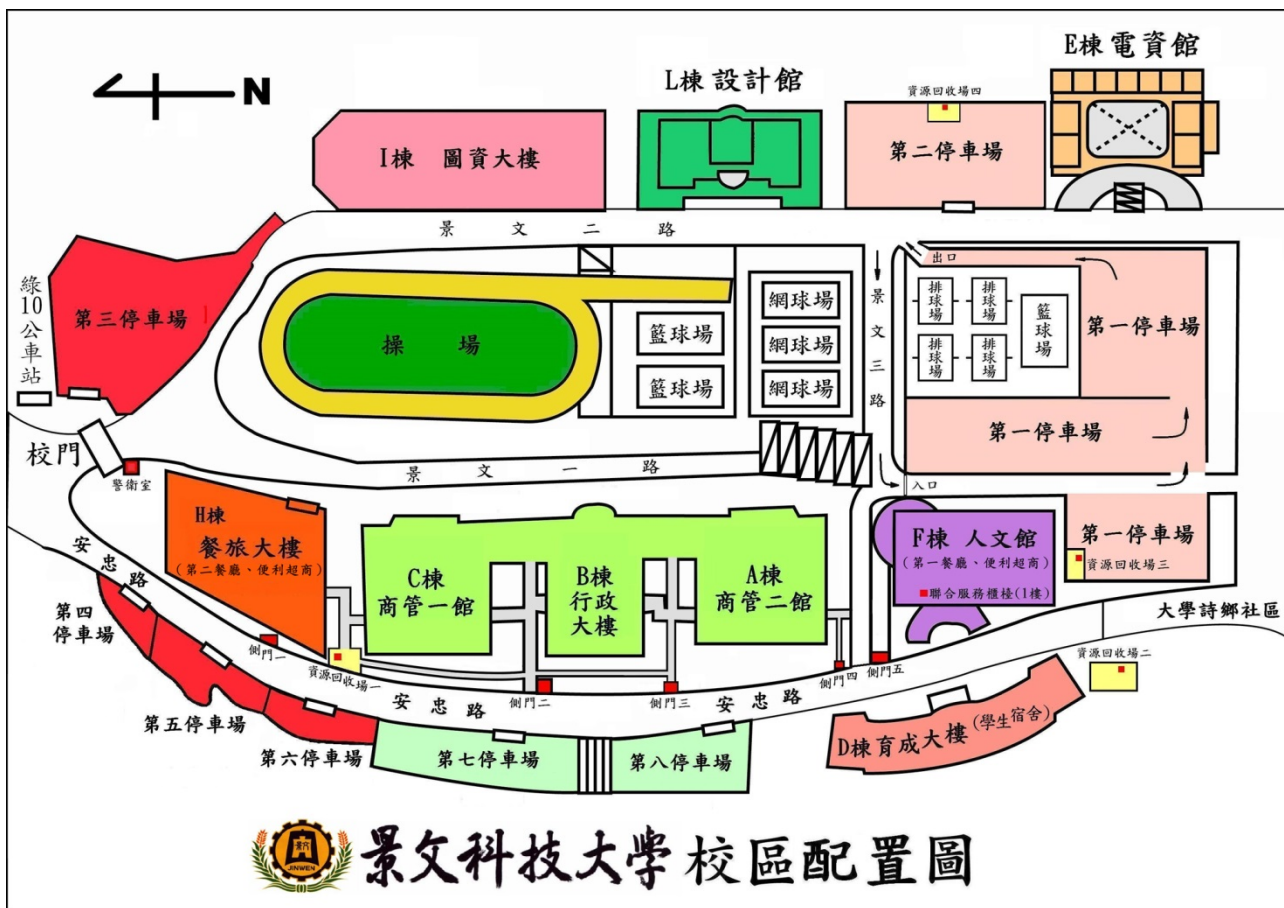 E棟電資館
L棟設計館
資源回收場四
N
I棟 圖資大樓
第二停車場
景文二路
出口
綠10公車站
第三停車場
操場
籃球場
籃球場
網球場
網球場
網球場
景文三路
排球場
排球場
排球場
排球場
籃球場
第一停車場
第一停車場
校門
警衛室
景文一路
入口
H棟
餐旅大樓
(第二餐廳、便利超商)
C棟
商管一館
B棟
行政
大樓
A棟
商管二館
F棟 人文館
(第一餐廳、便利超商)
聯合服務櫃檯(1樓)
第一停車場
資源回收場三
大學詩鄉社區
安忠路
第四
停車場
側門一
資源回收場一
側門二
側門三
側門四
側門五
資源回收場二
安忠路
安忠路
第五停車場
第六停車場
第七停車場
第八停車場
D棟育成大樓(學生宿舍)
景文
JINWEN
景文科技大學校區配置圖